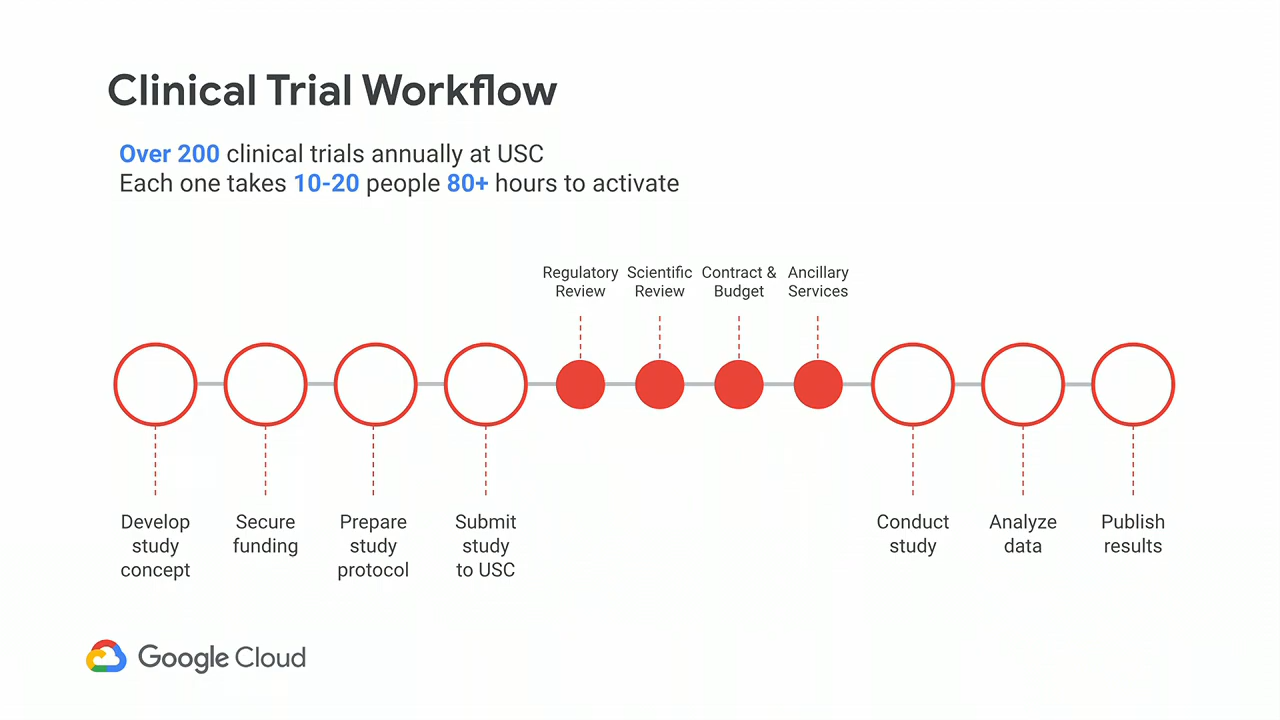 Clinical Trial Workflow
Over 200 clinical trials annually at USC
Each one takes 10-20 people 80+ hours to activate
Regulatory
Review
Scientific
Review
Contract &
Budget
Ancillary
Services
Develop
study
concept
Secure
funding
Prepare
study
protocol
Submit
study
to USC
Conduct
study
Analyze
data
Publish
results
Google Cloud